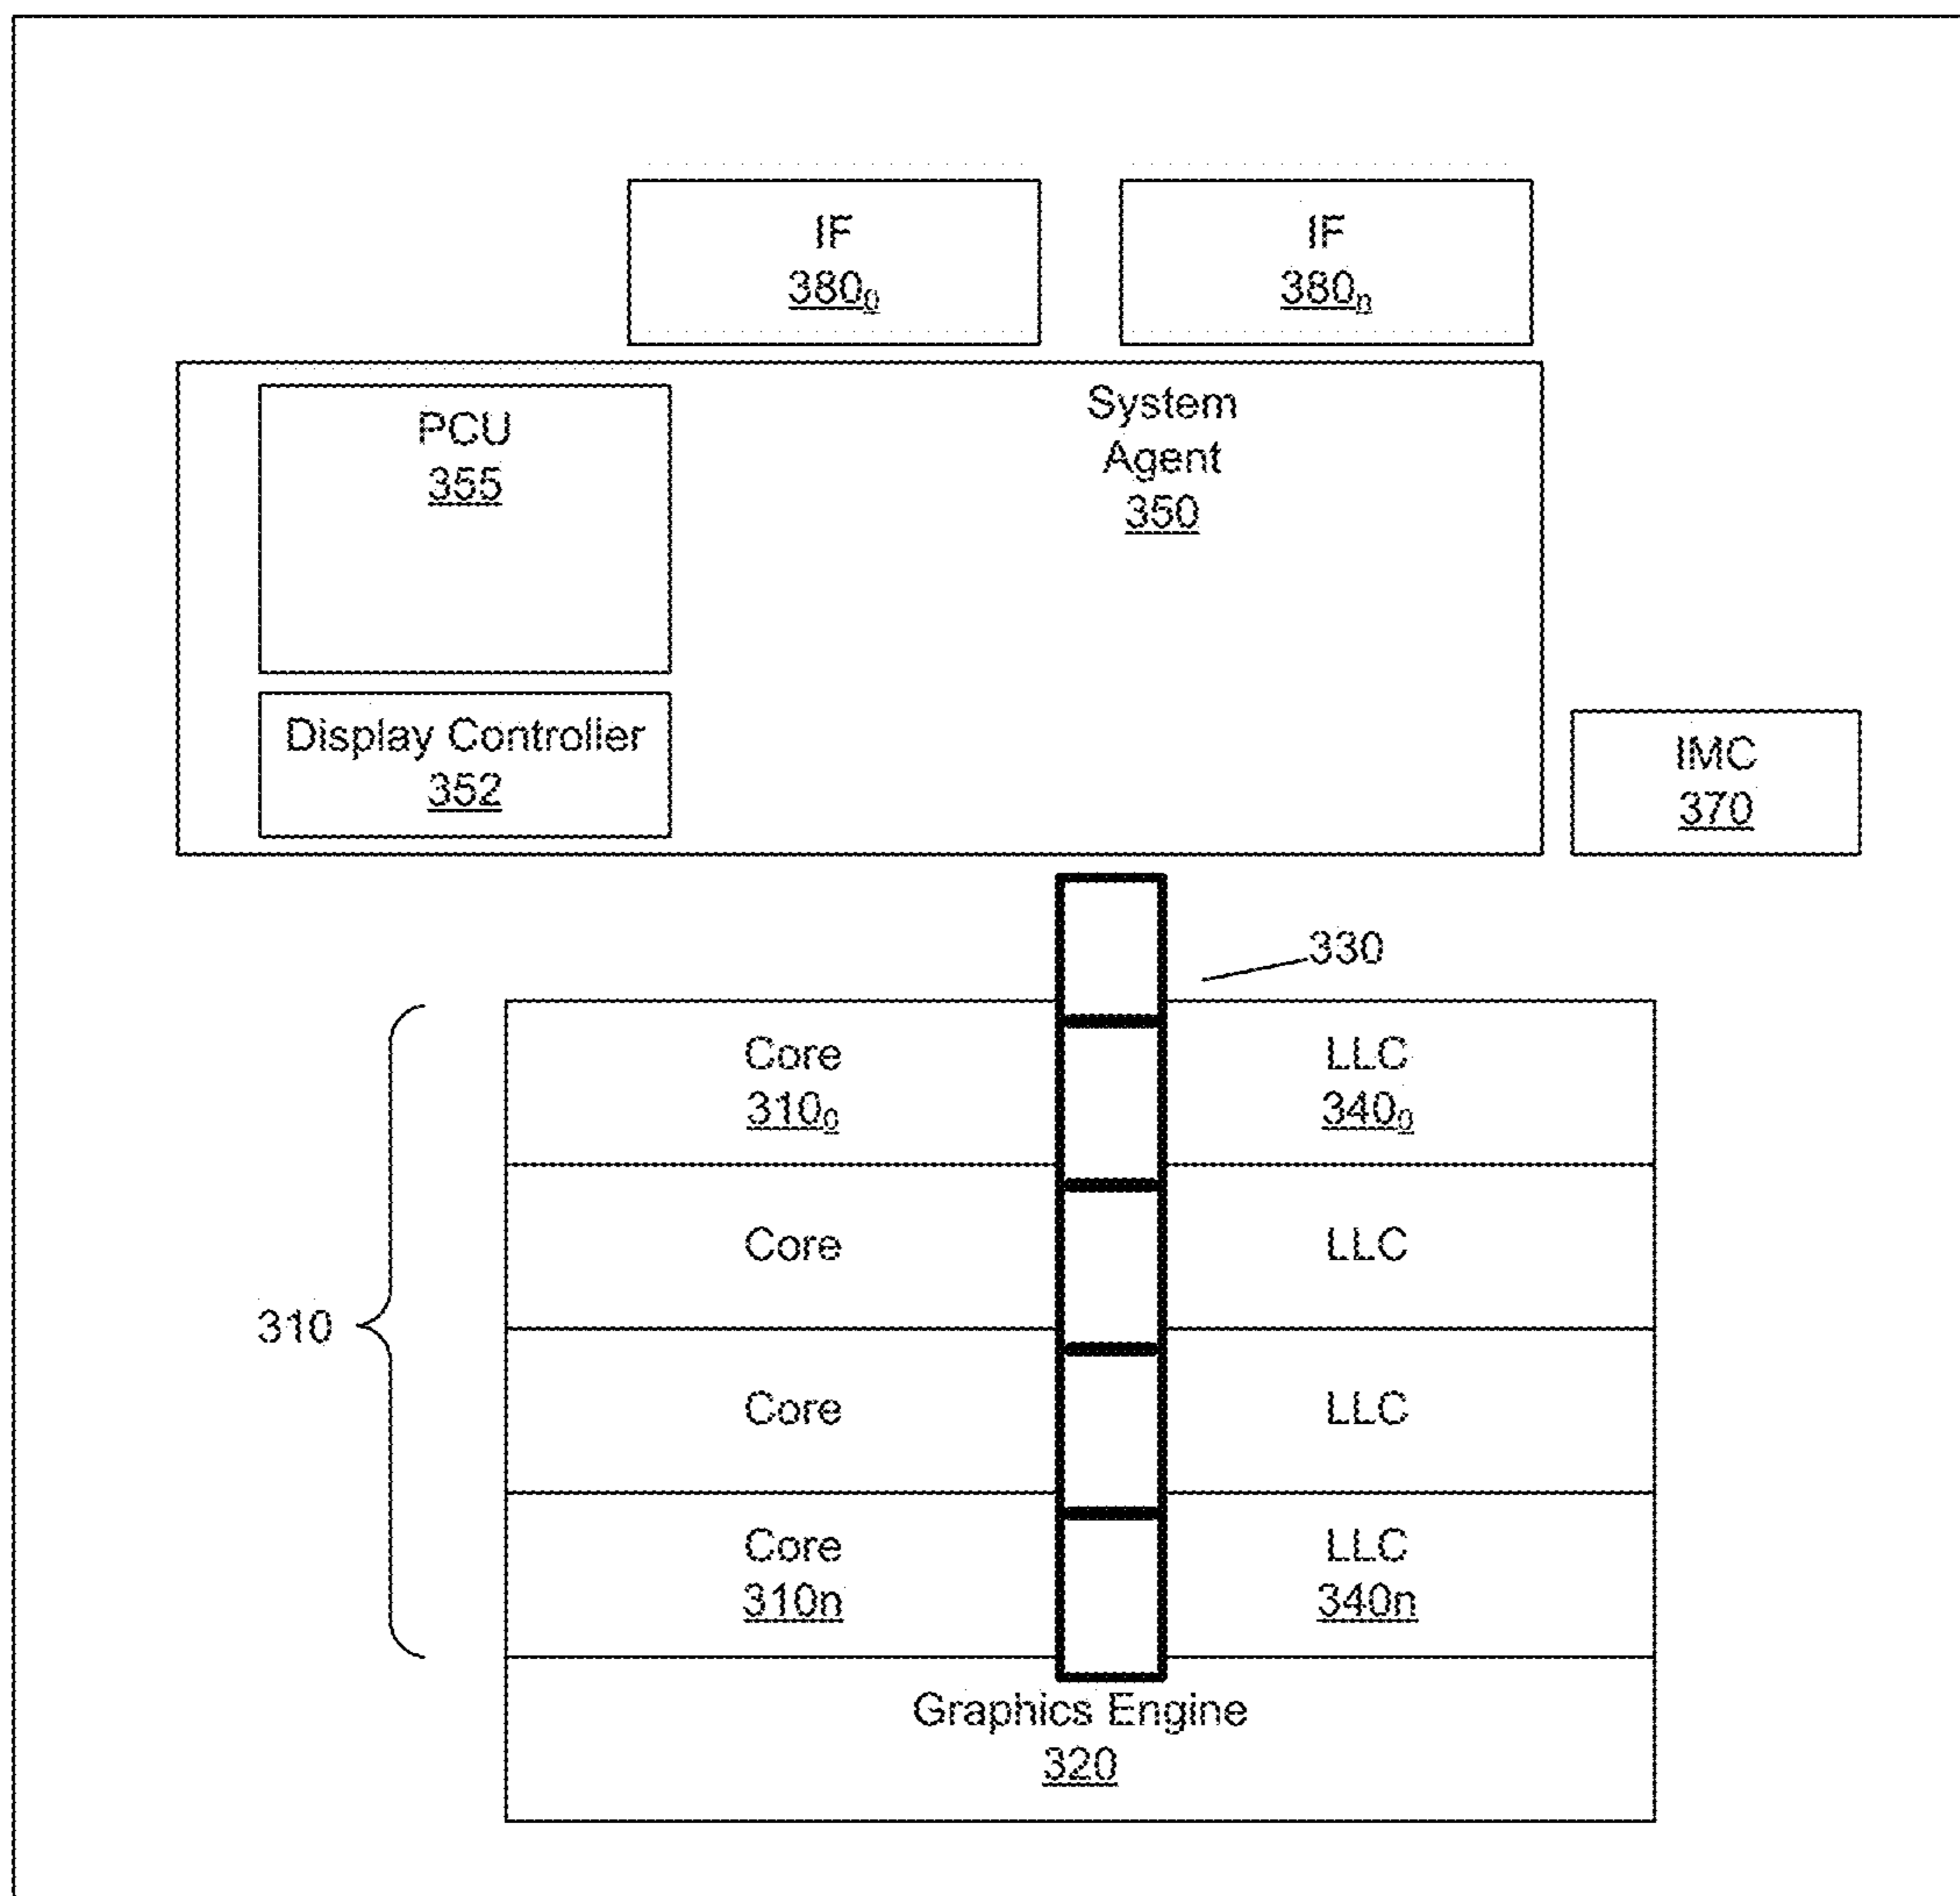 IF
380₀
IF
380ₙ
PCU
355
System
Agent
350
Display Controller
352
IMC
370
330
Core
310₀
LLC
340₀
Core
LLC
310
Core
LLC
Core
310n
LLC
340n
Graphics Engine
320